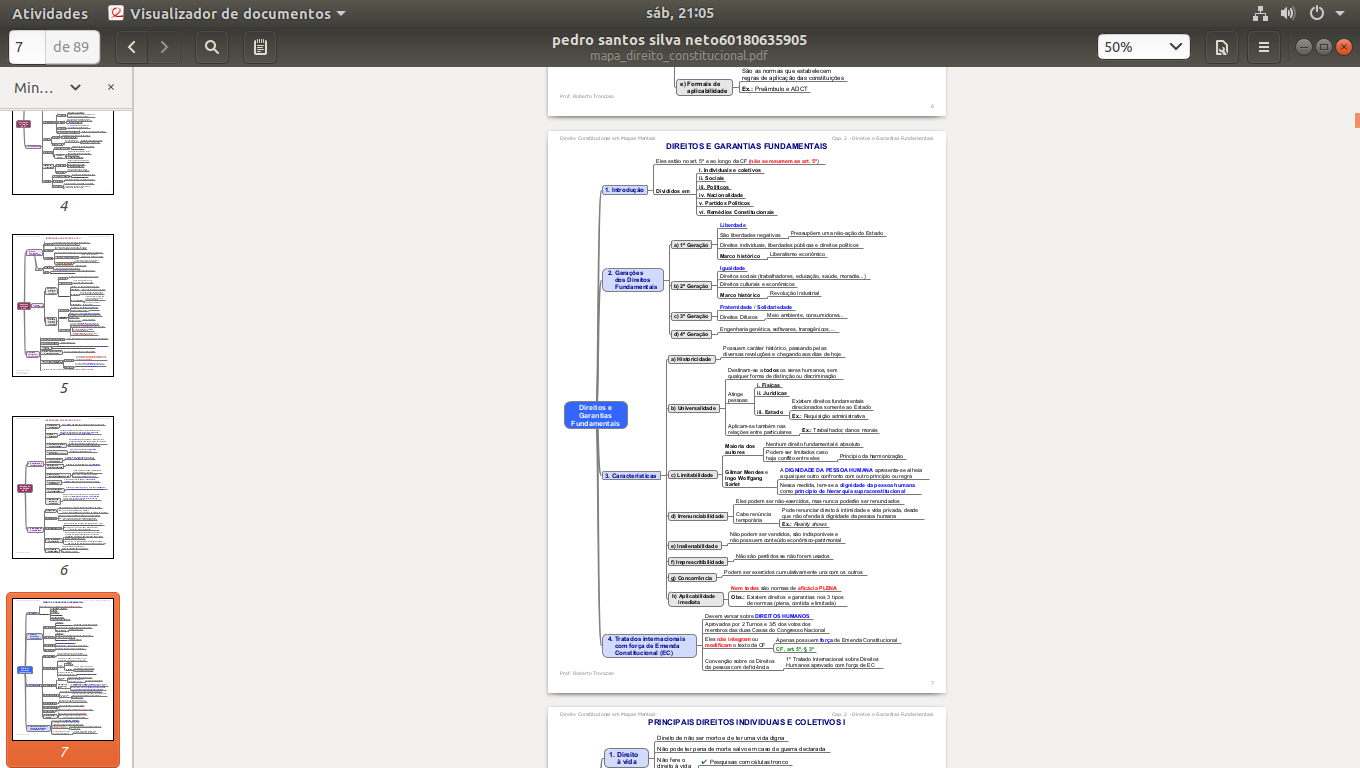 Atividades
Visualizador de documentos
sáb, 21:05
7
de 89
pedro santos silva neto60180635905
mapa_direito_constitucional.pdf
50%
Min...
×
4
5
6
7
e) Formais de
aplicabilidade
São as normas que estabelecem
regras de aplicação das constituições
Ex.: Preâmbulo e ADCT
Prof. Roberto Troncoso
6
Direito Constitucional em Mapas Mentais
Cap. 2 – Direitos e Garantias Fundamentais
DIREITOS E GARANTIAS FUNDAMENTAIS
Direitos e
Garantias
Fundamentais
1. Introdução
Eles estão no art. 5º e ao longo da CF (não se resumem ao art. 5º)
Divididos em
i. Individuais e coletivos
ii. Sociais
iii. Políticos
iv. Nacionalidade
v. Partidos Políticos
vi. Remédios Constitucionais
2. Gerações
dos Direitos
Fundamentais
a) 1ª Geração
Liberdade
São liberdades negativas
Pressupõem uma não-ação do Estado
Direitos individuais, liberdades públicas e direitos políticos
Marco histórico
Liberalismo econômico
b) 2ª Geração
Igualdade
Direitos sociais (trabalhadores, educação, saúde, moradia...)
Direitos culturais e econômicos
Marco histórico
Revolução Industrial
c) 3ª Geração
Fraternidade / Solidariedade
Direitos Difusos
Meio ambiente, consumidores...
d) 4ª Geração
Engenharia genética, softwares, transgênicos,...
3. Características
a) Historicidade
Possuem caráter histórico, passando pelas
diversas revoluções e chegando aos dias de hoje
b) Universalidade
Destinam-se a todos os seres humanos, sem
qualquer forma de distinção ou discriminação
Atinge
pessoas
i. Físicas
ii. Jurídicas
iii. Estado
Existem direitos fundamentais
direcionados somente ao Estado
Ex.: Requisição administrativa
Aplicam-se também nas
relações entre particulares
Ex.: Trabalhador, danos morais
c) Limitabilidade
Maioria dos
autores
Nenhum direito fundamental é absoluto
Podem ser limitados caso
haja conflito entre eles
Princípio da harmonização
Gilmar Mendes e
Ingo Wolfgang
Sarlet
A DIGNIDADE DA PESSOA HUMANA apresenta-se alheia
a qualquer outro confronto com outro princípio ou regra
Nessa medida, tem-se a dignidade da pessoa humana
como princípio de hierarquia supraconstitucional
d) Irrenunciabilidade
Eles podem ser não-exercidos, mas nunca poderão ser renunciados
Cabe renúncia
temporária
Pode renunciar direito à intimidade e vida privada, desde
que não ofenda à dignidade da pessoa humana
Ex.: Reality shows
e) Inalienabilidade
Não podem ser vendidos, são indisponíveis e
não possuem conteúdo econômico-patrimonial
f) Imprescritibilidade
Não são perdidos se não forem usados
g) Concorrência
Podem ser exercidos cumulativamente uns com os outros
h) Aplicabilidade
imediata
Nem todos são normas de eficácia PLENA
Obs.: Existem direitos e garantias nos 3 tipos
de normas (plena, contida e limitada)
4. Tratados internacionais
com força de Emenda
Constitucional (EC)
Devem versar sobre DIREITOS HUMANOS
Aprovados por 2 Turnos e 3/5 dos votos dos
membros das duas Casas do Congresso Nacional
Eles não integram ou
modificam o texto da CF
Apenas possuem força de Emenda Constitucional
CF, art 5º, § 3º
Convenção sobre os Direitos
da pessoa com deficiência
1º Tratado Internacional sobre Direitos
Humanos aprovado com força de EC
Prof. Roberto Troncoso
7
Direito Constitucional em Mapas Mentais
Cap. 2 – Direitos e Garantias Fundamentais
PRINCIPAIS DIREITOS INDIVIDUAIS E COLETIVOS I
1. Direito
à vida
Direito de não ser morto e de ter uma vida digna
Não pode ter pena de morte salvo em caso de guerra declarada
Não fere o
direito à vida
✓ Pesquisas com células tronco